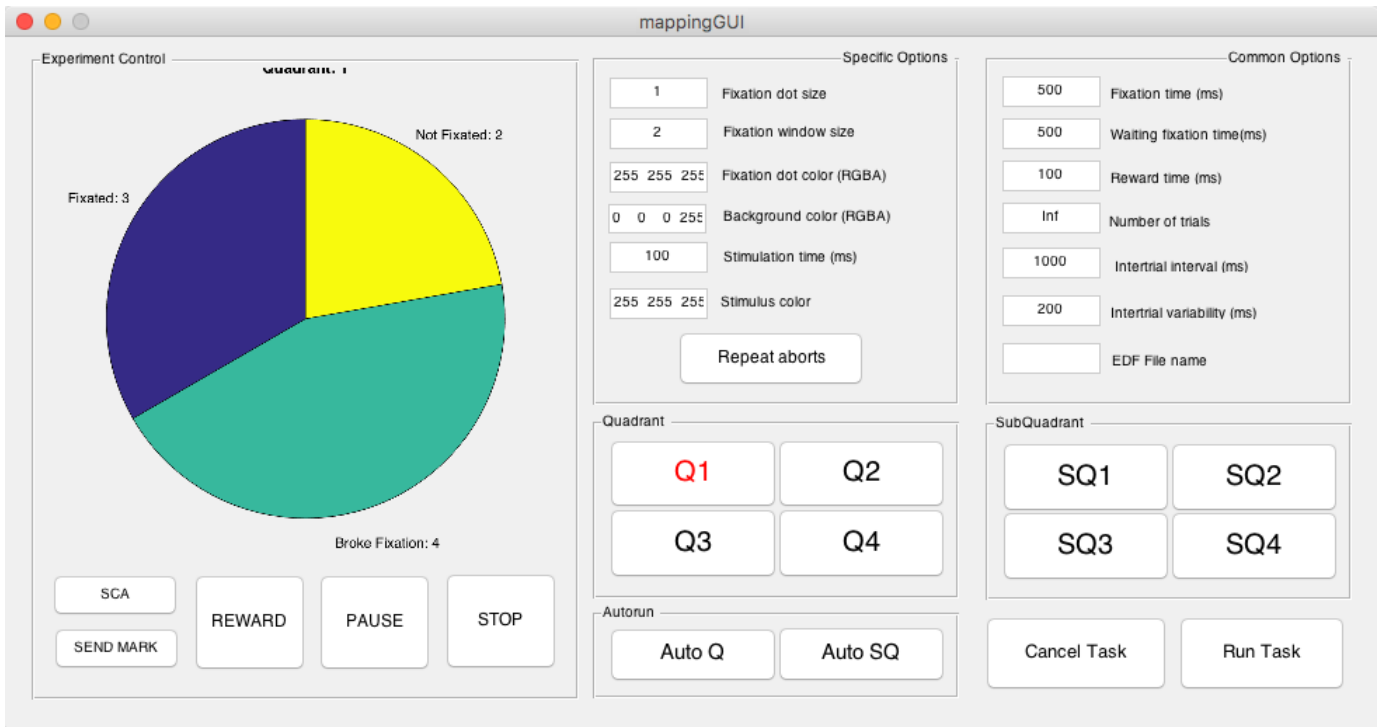 mappingGUI
Experiment Control
Quadrant: 1
Not Fixated: 2
Fixated: 3
Broke Fixation: 4
SCA
SEND MARK
REWARD
PAUSE
STOP
Specific Options
1 Fixation dot size
2 Fixation window size
255 255 255 Fixation dot color (RGBA)
0 0 0 255 Background color (RGBA)
100 Stimulation time (ms)
255 255 255 Stimulus color
Repeat aborts
Common Options
500 Fixation time (ms)
500 Waiting fixation time(ms)
100 Reward time (ms)
Inf Number of trials
1000 Intertrial interval (ms)
200 Intertrial variability (ms)
EDF File name
Quadrant
Q1 Q2
Q3 Q4
SubQuadrant
SQ1 SQ2
SQ3 SQ4
Autorun
Auto Q Auto SQ
Cancel Task Run Task